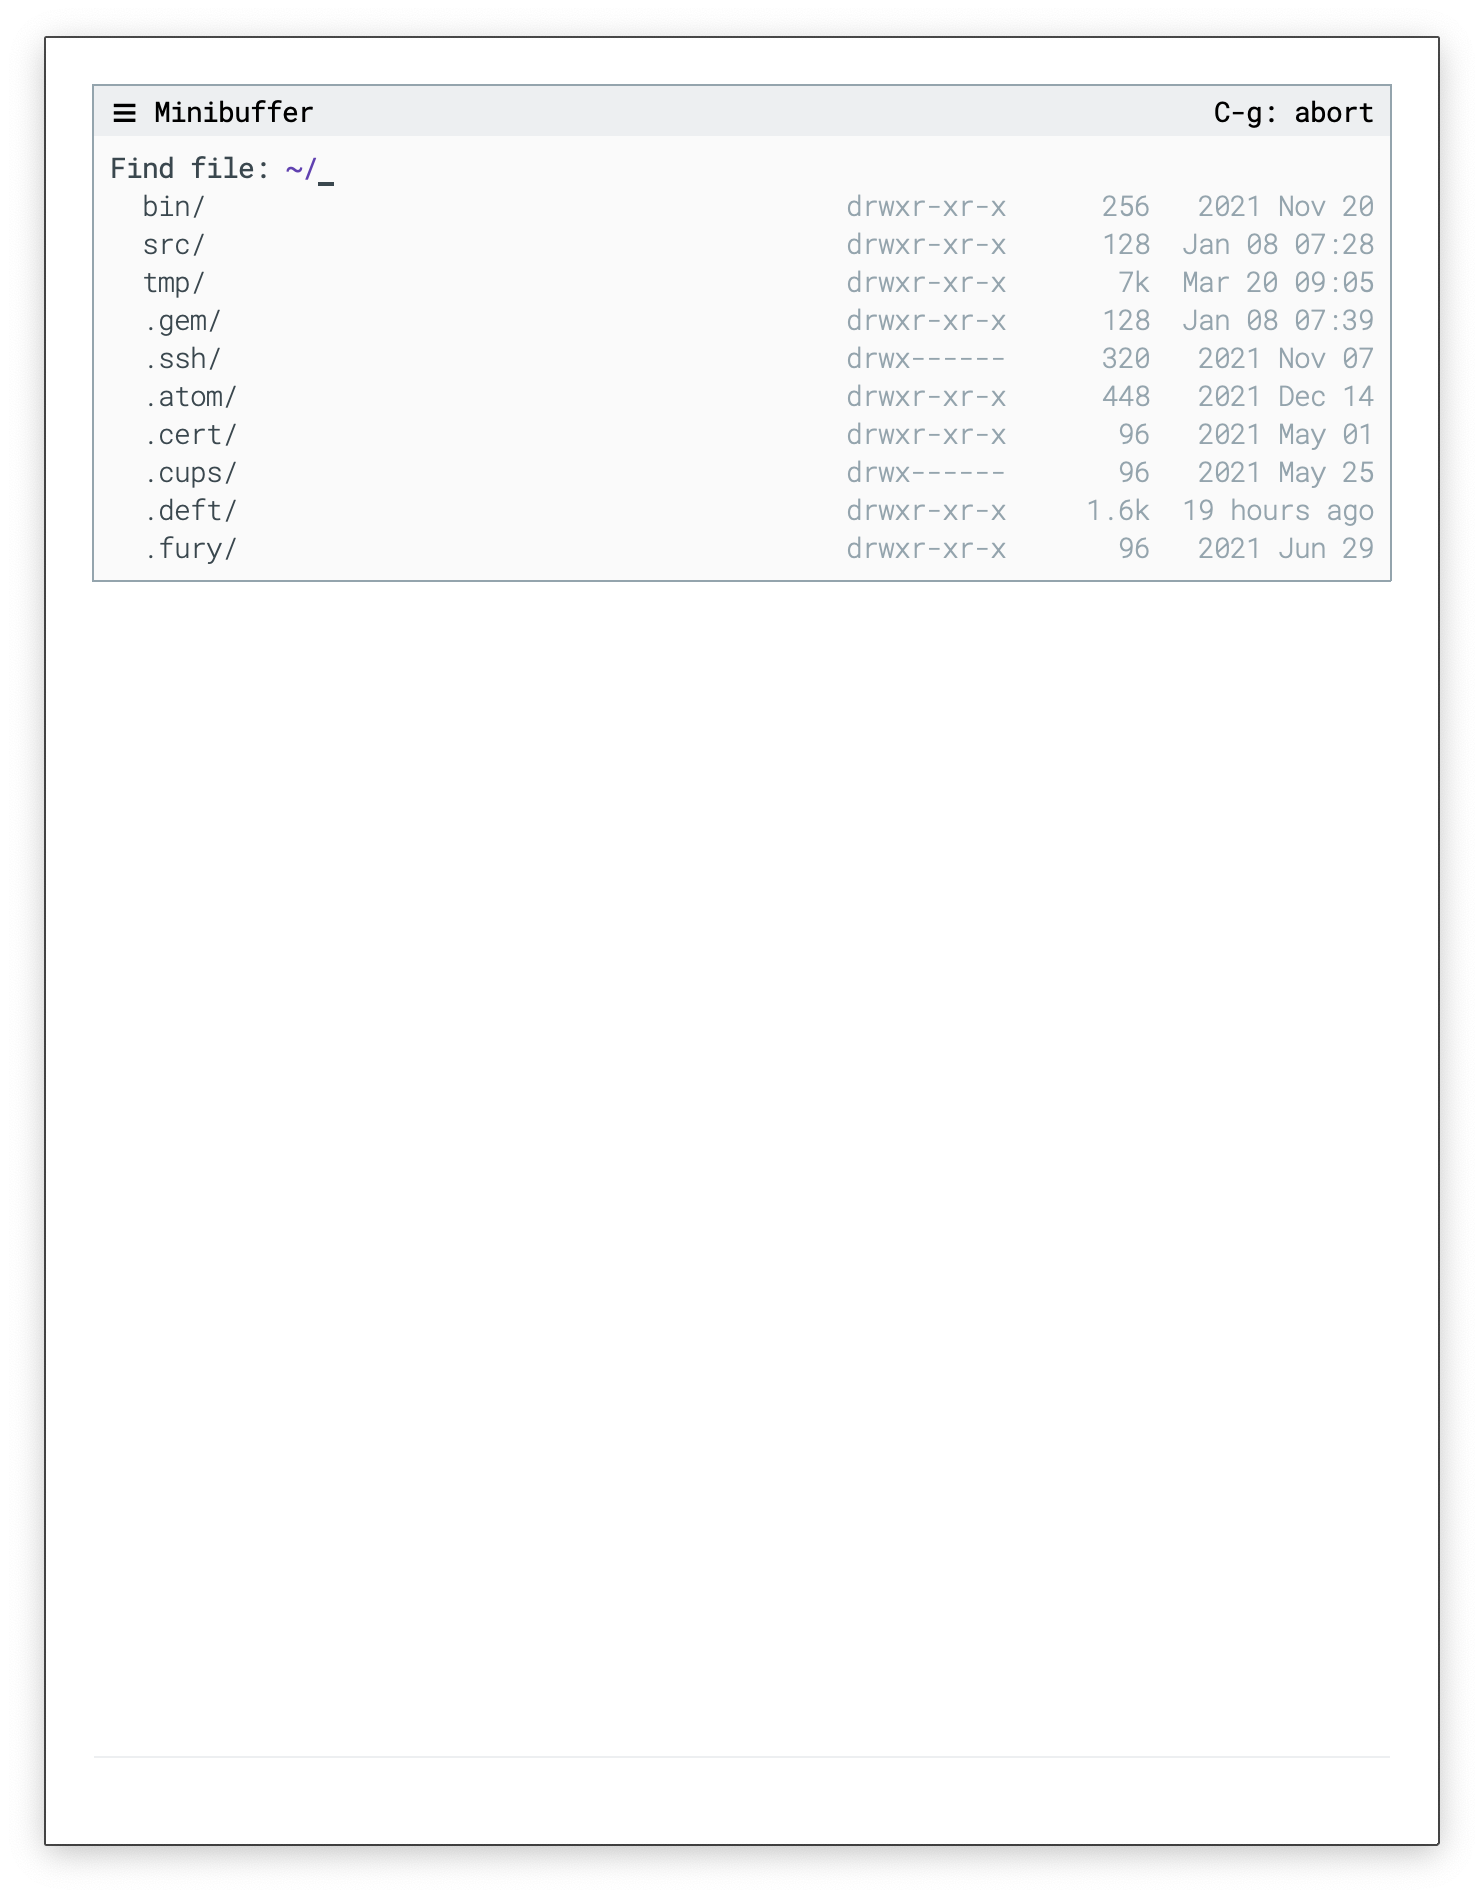 ☰ Minibuffer C-g: abort
Find file: ~/_
bin/ drwxr-xr-x 256 2021 Nov 20
src/ drwxr-xr-x 128 Jan 08 07:28
tmp/ drwxr-xr-x 7k Mar 20 09:05
.gem/ drwxr-xr-x 128 Jan 08 07:39
.ssh/ drwx------ 320 2021 Nov 07
.atom/ drwxr-xr-x 448 2021 Dec 14
.cert/ drwxr-xr-x 96 2021 May 01
.cups/ drwx------ 96 2021 May 25
.deft/ drwxr-xr-x 1.6k 19 hours ago
.fury/ drwxr-xr-x 96 2021 Jun 29